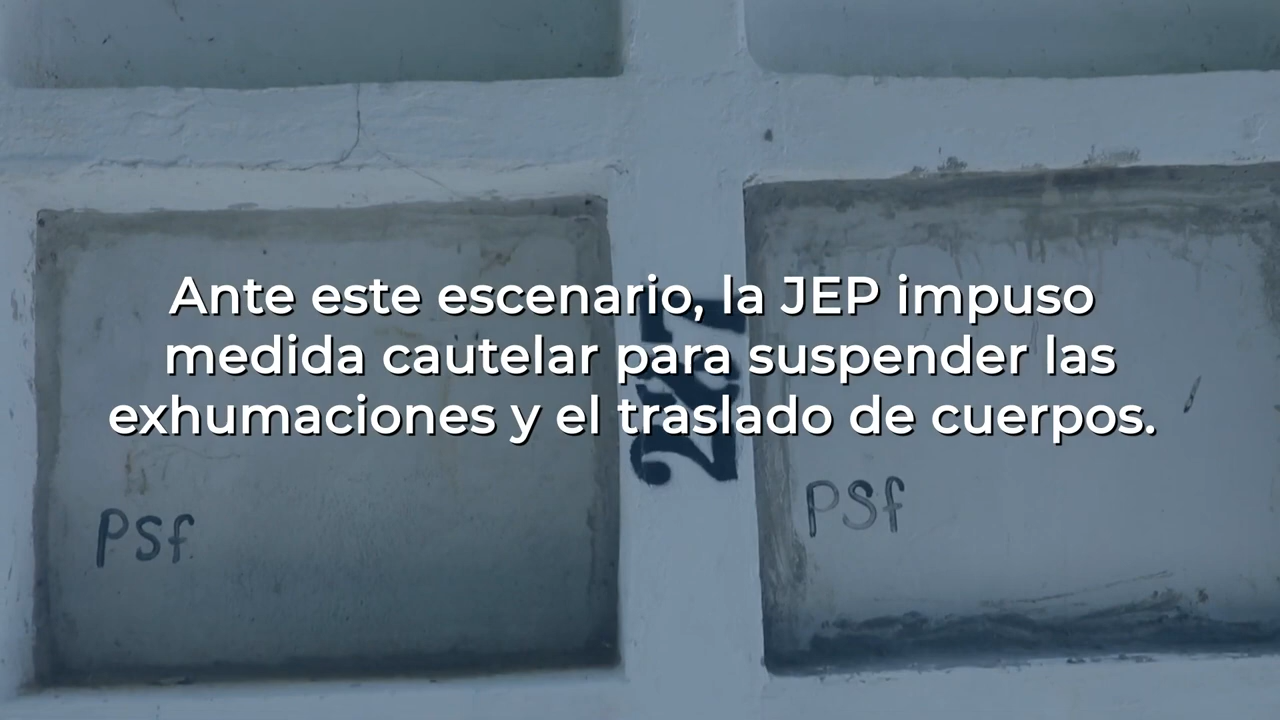 Ante este escenario, la JEP impuso
medida cautelar para suspender las
exhumaciones y el traslado de cuerpos.
PSf
PSf